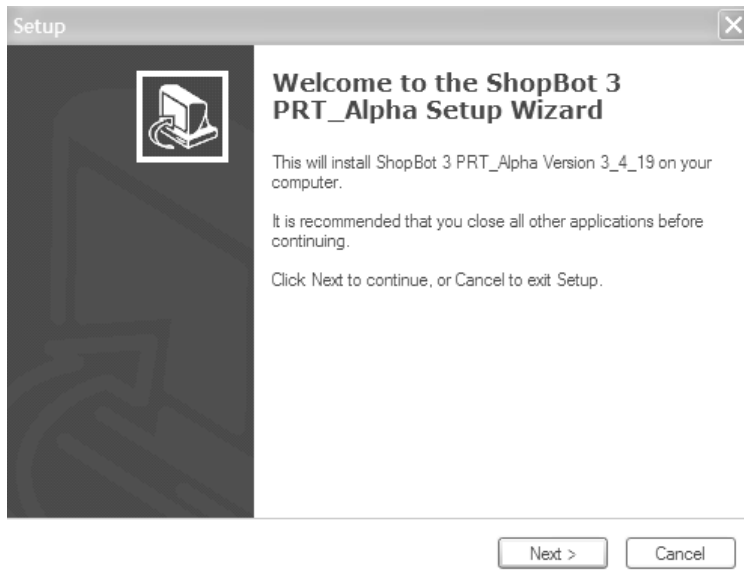 Setup
Welcome to the ShopBot 3
PRT_Alpha Setup Wizard
This will install ShopBot 3 PRT_Alpha Version 3_4_19 on your
computer.
It is recommended that you close all other applications before
continuing.
Click Next to continue, or Cancel to exit Setup.
Next >
Cancel